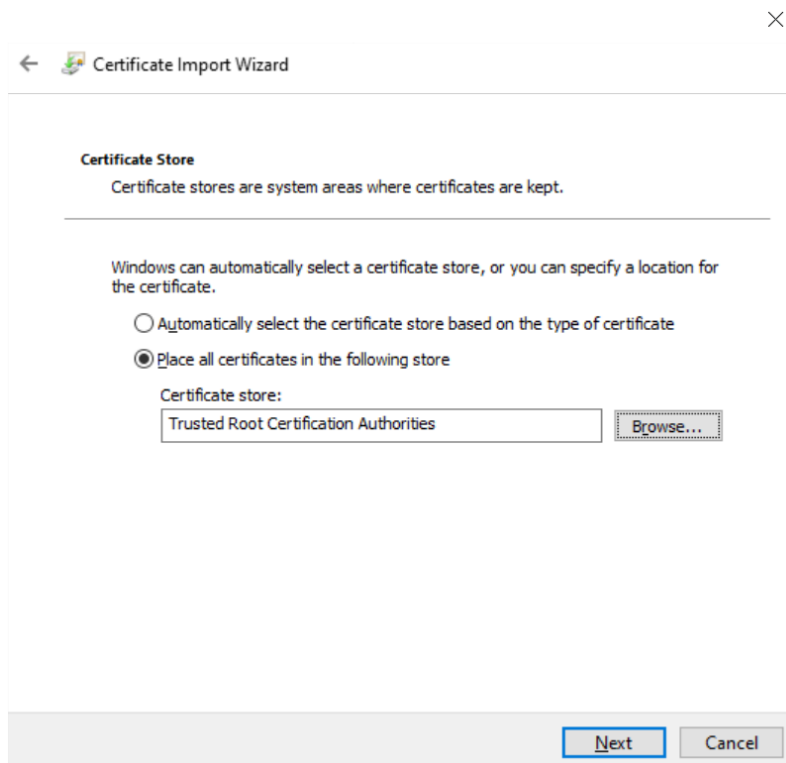 Certificate Import Wizard
Certificate Store
Certificate stores are system areas where certificates are kept.
Windows can automatically select a certificate store, or you can specify a location for
the certificate.
Automatically select the certificate store based on the type of certificate
Place all certificates in the following store
Certificate store:
Trusted Root Certification Authorities
Browse...
Next
Cancel